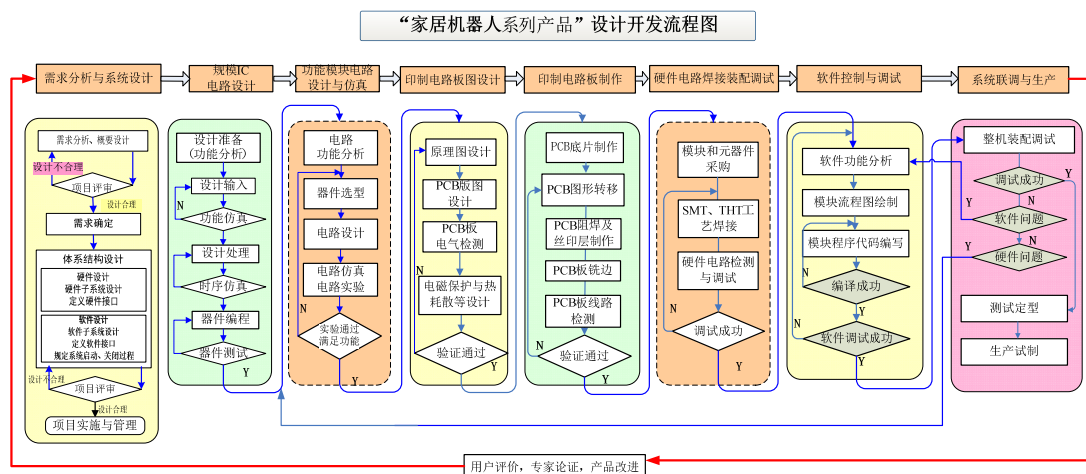 “家居机器人系列产品”设计开发流程图
需求分析与系统设计
规模IC
电路设计
功能模块电路
设计与仿真
印制电路板图设计
印制电路板制作
硬件电路焊接装配调试
软件控制与调试
系统联调与生产
需求分析、概要设计
设计不合理
项目评审
设计合理
需求确定
体系结构设计
硬件设计
硬件子系统设计
定义硬件接口
软件设计
软件子系统设计
定义软件接口
规定系统启动、关闭过程
设计不合理
项目评审
设计合理
项目实施与管理
设计准备
(功能分析)
设计输入
N
功能仿真
设计处理
时序仿真
器件编程
器件测试
Y
电路
功能分析
器件选型
电路设计
电路仿真
电路实验
N
实验通过
满足功能
Y
原理图设计
PCB版图
设计
PCB板
电气检测
N
电磁保护与热
耗散等设计
验证通过
Y
PCB底片制作
PCB图形转移
PCB阻焊及
丝印层制作
PCB板铣边
PCB板线路
检测
N
验证通过
Y
模块和元器件
采购
SMT、THT工
艺焊接
硬件电路检测
与调试
N
调试成功
Y
软件功能分析
模块流程图绘制
模块程序代码编写
N
编译成功
Y
N
软件调试成功
Y
整机装配调试
调试成功
Y
N
软件问题
Y
N
硬件问题
Y
测试定型
生产试制
用户评价，专家论证，产品改进